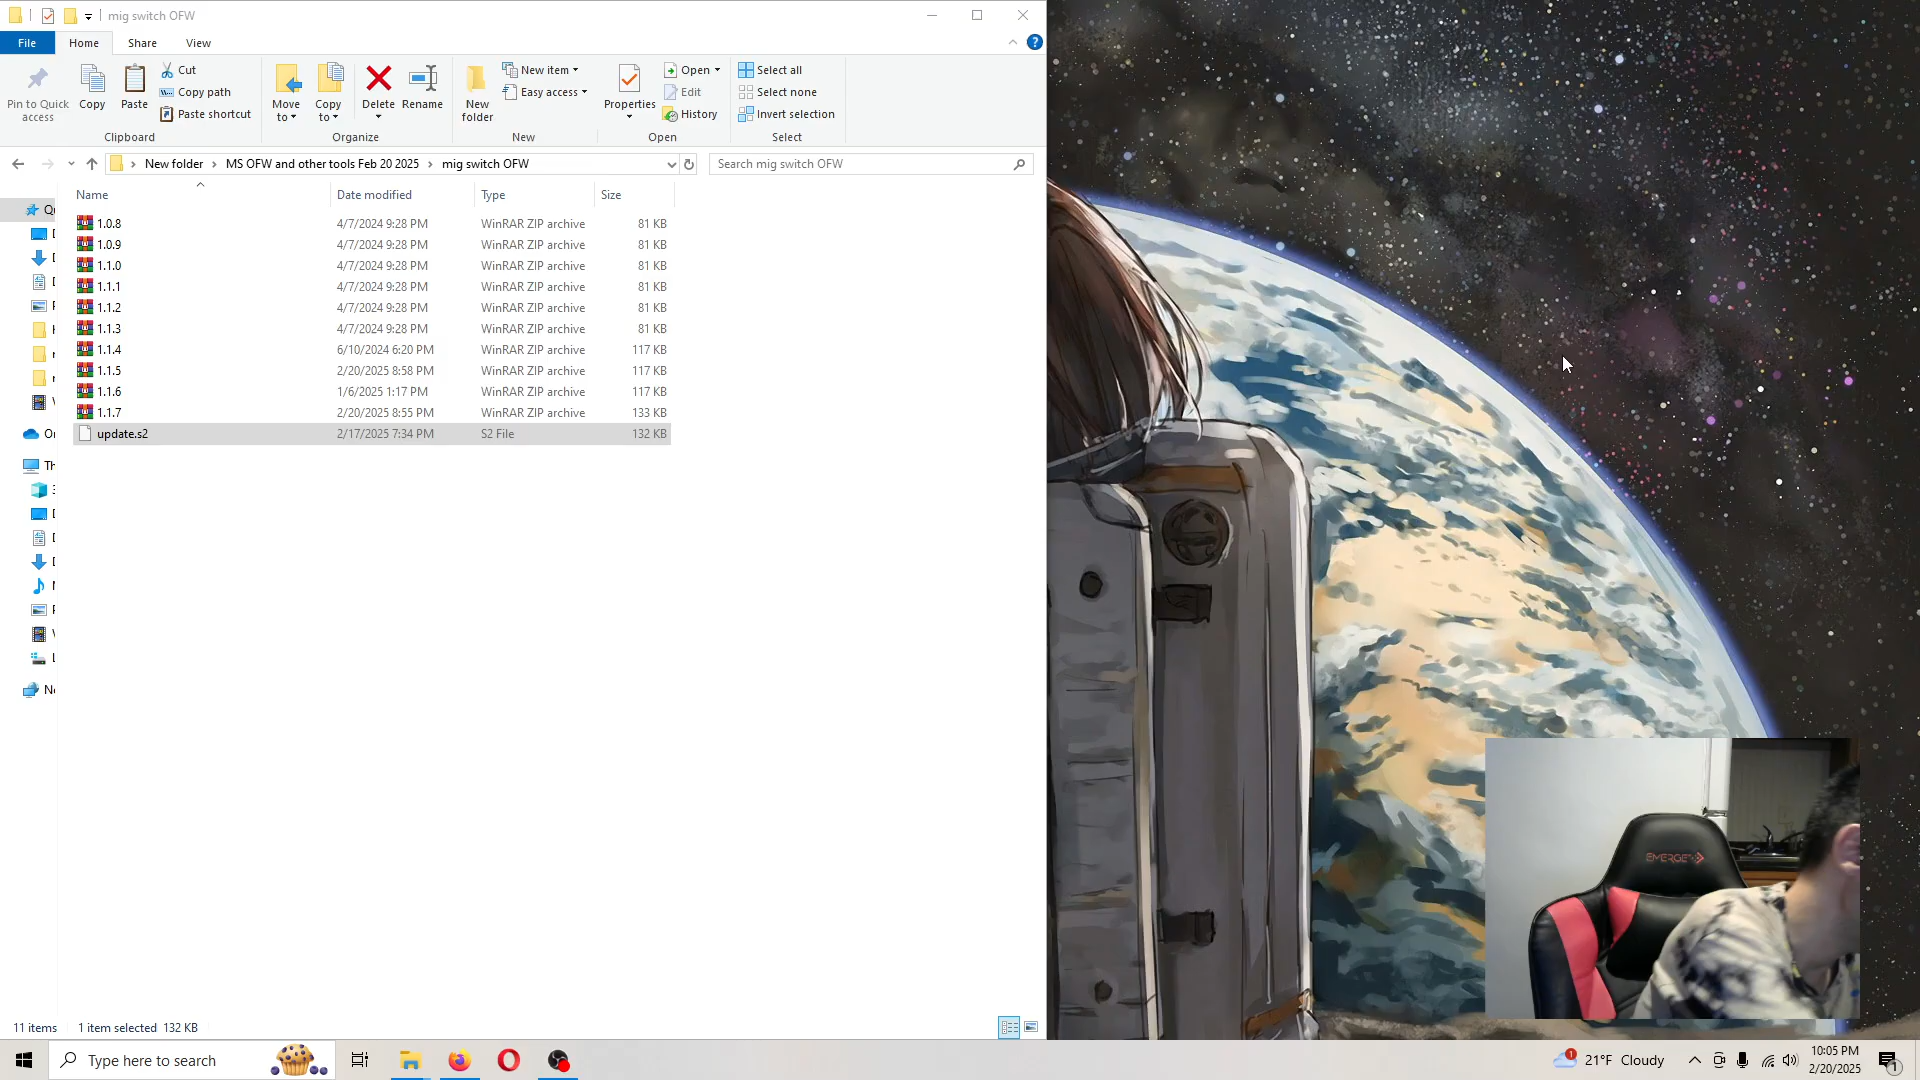 mig switch OFW
File Home Share View
Pin to Quick access
Copy
Paste
Cut
Copy path
Paste shortcut
Clipboard
Move to
Copy to
Delete
Rename
Organize
New folder
New item
Easy access
New
Properties
Open
Edit
History
Open
Select all
Select none
Invert selection
Select
New folder › MS OFW and other tools Feb 20 2025 › mig switch OFW
Search mig switch OFW
Name Date modified Type Size
1.0.8 4/7/2024 9:28 PM WinRAR ZIP archive 81 KB
1.0.9 4/7/2024 9:28 PM WinRAR ZIP archive 81 KB
1.1.0 4/7/2024 9:28 PM WinRAR ZIP archive 81 KB
1.1.1 4/7/2024 9:28 PM WinRAR ZIP archive 81 KB
1.1.2 4/7/2024 9:28 PM WinRAR ZIP archive 81 KB
1.1.3 4/7/2024 9:28 PM WinRAR ZIP archive 81 KB
1.1.4 6/10/2024 6:20 PM WinRAR ZIP archive 117 KB
1.1.5 2/20/2025 8:58 PM WinRAR ZIP archive 117 KB
1.1.6 1/6/2025 1:17 PM WinRAR ZIP archive 117 KB
1.1.7 2/20/2025 8:55 PM WinRAR ZIP archive 133 KB
update.s2 2/17/2025 7:34 PM S2 File 132 KB
EMERGE
11 items 1 item selected 132 KB
Type here to search
1
21°F Cloudy
10:05 PM
2/20/2025
1